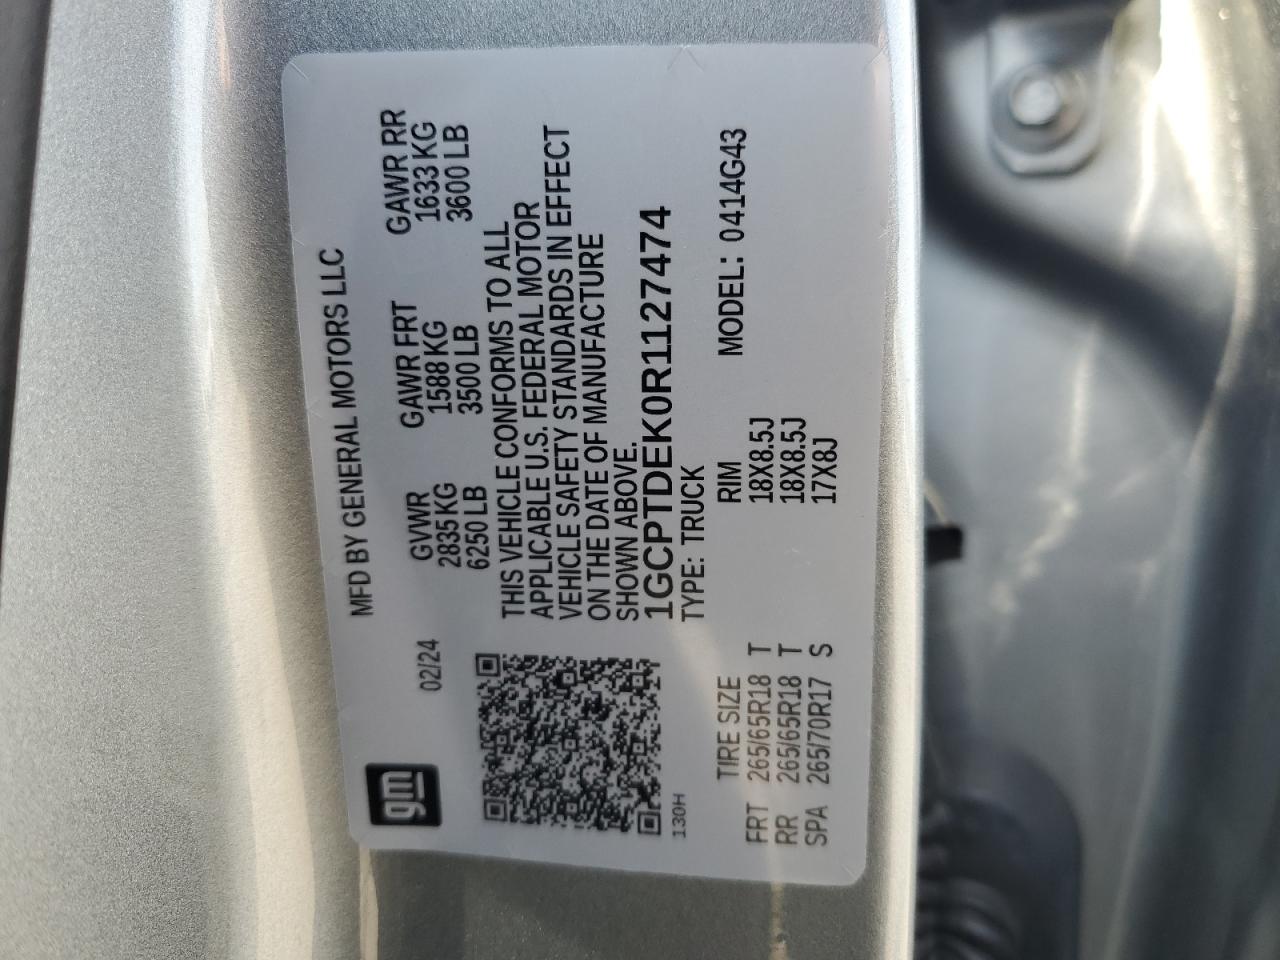 gm
MFD BY GENERAL MOTORS LLC
02/24
GVWR GAWR FRT GAWR RR
2835 KG 1588 KG 1633 KG
6250 LB 3500 LB 3600 LB
THIS VEHICLE CONFORMS TO ALL
APPLICABLE U.S. FEDERAL MOTOR
VEHICLE SAFETY STANDARDS IN EFFECT
ON THE DATE OF MANUFACTURE
SHOWN ABOVE.
1GCPTDEK0R1127474
130H
TYPE: TRUCK
TIRE SIZE RIM MODEL: 0414G43
FRT 265/65R18 T 18X8.5J
RR 265/65R18 T 18X8.5J
SPA 265/70R17 S 17X8J